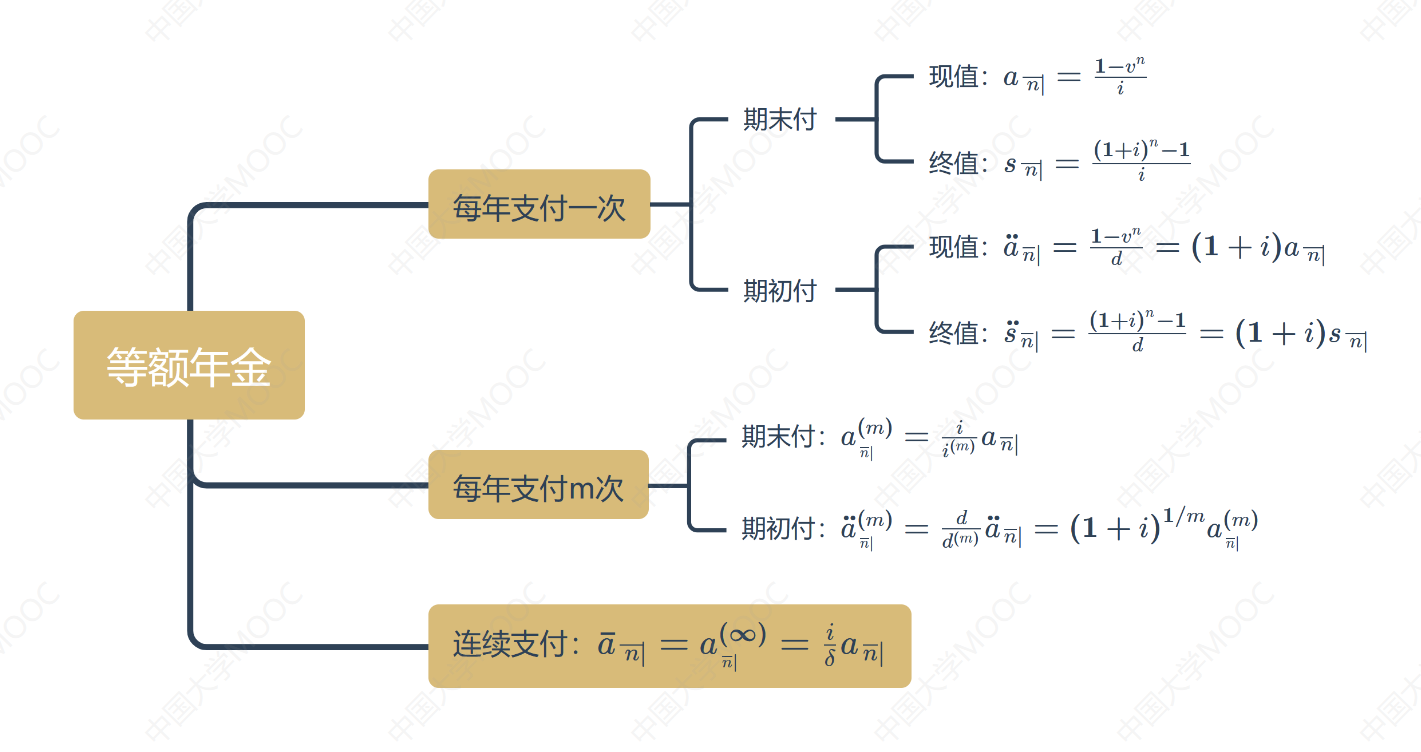 等额年金
每年支付一次
期末付
现值：$a_{\overline{n}|} = \frac{1-v^n}{i}$
终值：$s_{\overline{n}|} = \frac{(1+i)^n-1}{i}$
期初付
现值：$\ddot{a}_{\overline{n}|} = \frac{1-v^n}{d} = (1+i)a_{\overline{n}|}$
终值：$\ddot{s}_{\overline{n}|} = \frac{(1+i)^n-1}{d} = (1+i)s_{\overline{n}|}$
每年支付m次
期末付：$a_{\overline{n}|}^{(m)} = \frac{i}{i^{(m)}}a_{\overline{n}|}$
期初付：$\ddot{a}_{\overline{n}|}^{(m)} = \frac{d}{d^{(m)}}\ddot{a}_{\overline{n}|} = (1+i)^{1/m}a_{\overline{n}|}^{(m)}$
连续支付：$\bar{a}_{\overline{n}|} = a_{\overline{n}|}^{(\infty)} = \frac{i}{\delta}a_{\overline{n}|}$
中国大学MOOC